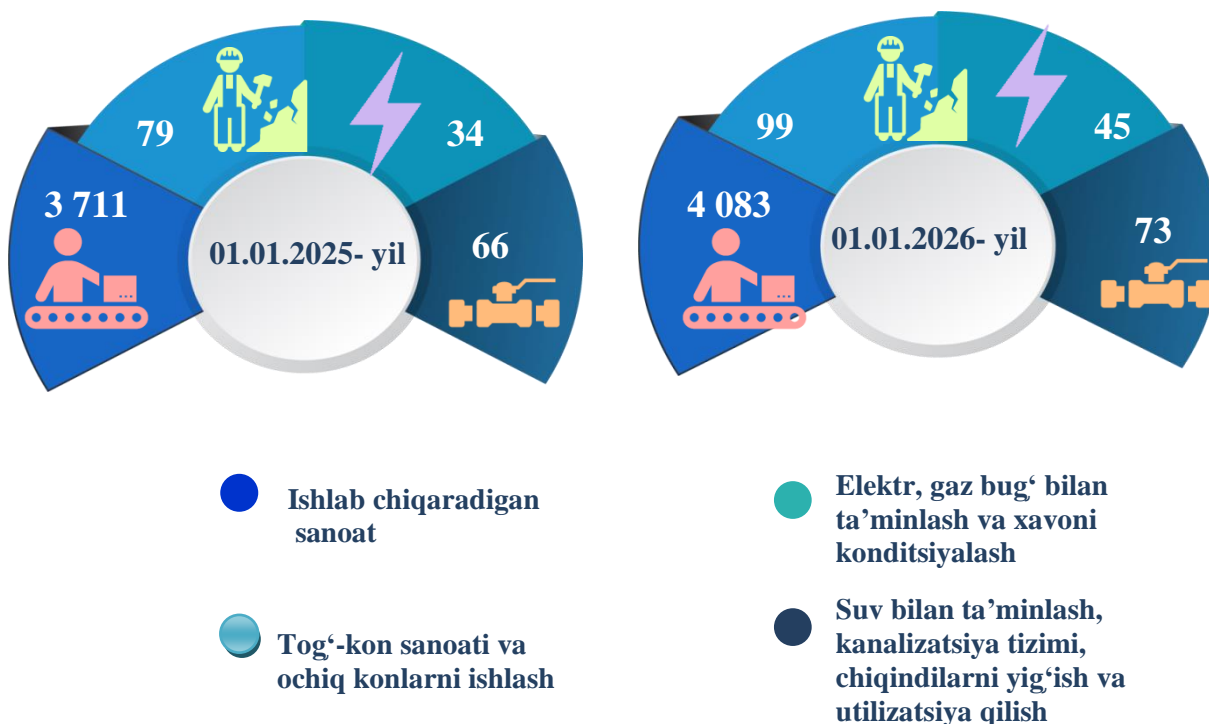 79
34
3 711
66
01.01.2025- yil
99
45
4 083
73
01.01.2026- yil
Ishlab chiqaradigan
sanoat
Elektr, gaz bug‘ bilan
ta’minlash va xavoni
konditsiyalash
Tog‘-kon sanoati va
ochiq konlarni ishlash
Suv bilan ta’minlash,
kanalizatsiya tizimi,
chiqindilarni yig‘ish va
utilizatsiya qilish